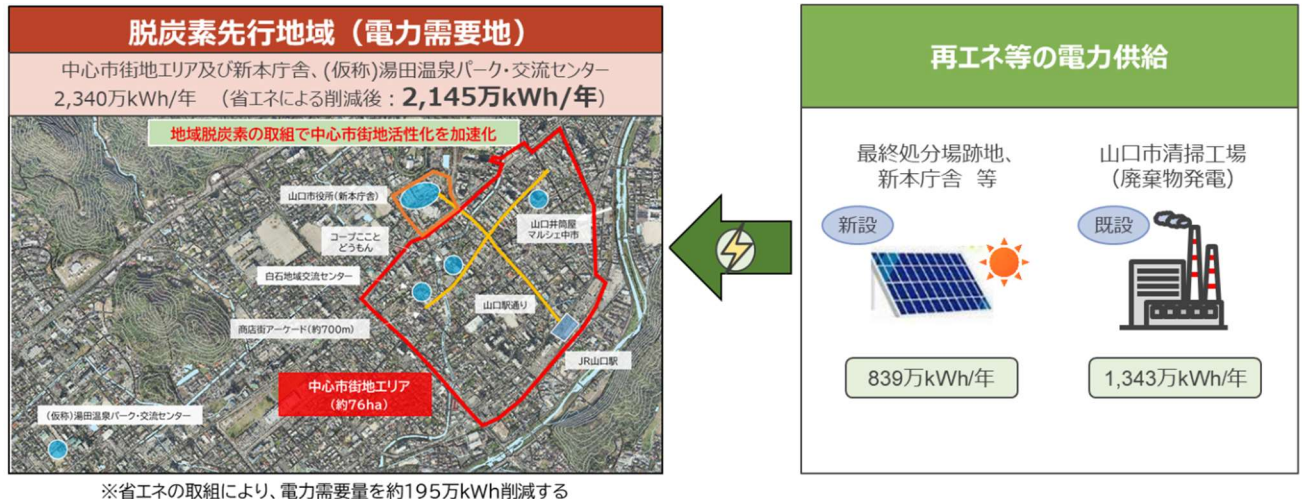 脱炭素先行地域（電力需要地）
中心市街地エリア及び新本庁舎、(仮称)湯田温泉パーク・交流センター
2,340万kWh/年　（省エネによる削減後：2,145万kWh/年）
地域脱炭素の取組で中心市街地活性化を加速化
山口市役所(新本庁舎)
コープここと
どうもん
白石地域交流センター
商店街アーケード(約700m)
山口井筒屋
マルシェ中市
山口駅通り
JR山口駅
中心市街地エリア
(約76ha)
(仮称)湯田温泉パーク・交流センター
※省エネの取組により、電力需要量を約195万kWh削減する
再エネ等の電力供給
最終処分場跡地、
新本庁舎 等
新設
839万kWh/年
山口市清掃工場
（廃棄物発電）
既設
1,343万kWh/年